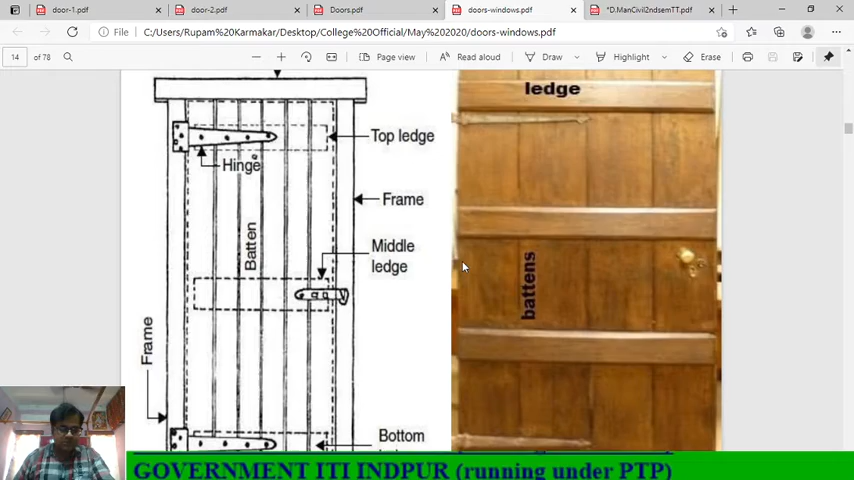 door-1.pdf
door-2.pdf
Doors.pdf
doors-windows.pdf
*D.ManCivil2ndsemTT.pdf
File
C:/Users/Rupam%20Karmakar/Desktop/College%20Official/May%202020/doors-windows.pdf
14
of 78
Page view
Read aloud
Draw
Highlight
Erase
Top ledge
Hinge
Frame
Batten
Middle
ledge
Frame
Bottom
ledge
battens
GOVERNMENT ITI INDPUR (running under PTP)